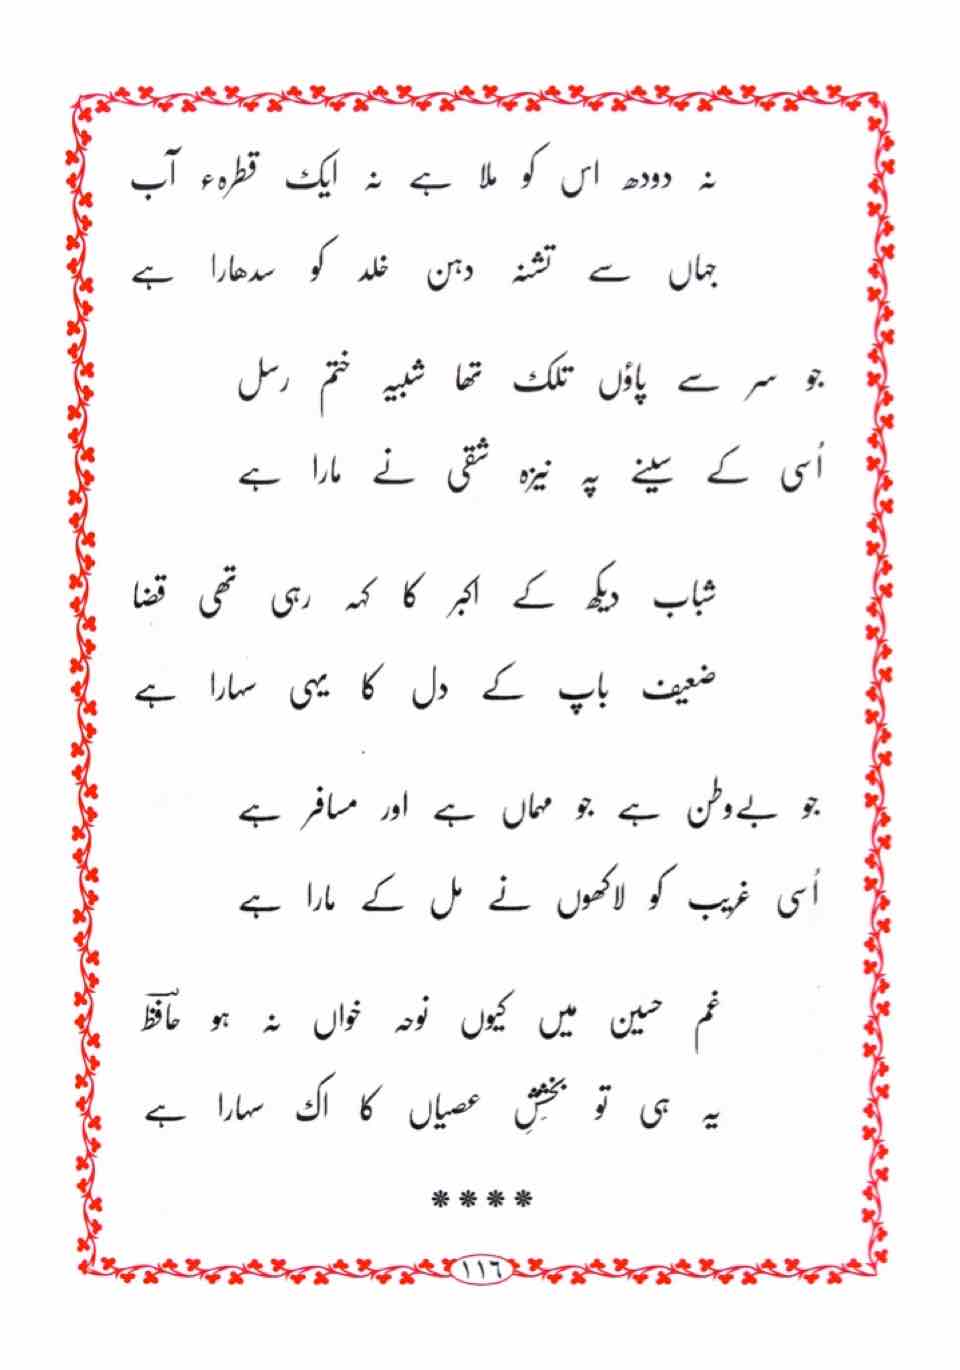 نہ دودھ اس کو ملا ہے نہ ایک قطرہء آب
جہاں سے تشنہ دہن خلد کو سدھارا ہے
جو سر سے پاؤں تلک تھا شبیہ ختم رسل
اُسی کے سینے پہ نیزہ شقی نے مارا ہے
شباب دیکھ کے اکبر کا کہہ رہی تھی قضا
ضعیف باپ کے دل کا یہی سہارا ہے
جو بےوطن ہے جو مہماں ہے اور مسافر ہے
اُسی غریب کو لاکھوں نے مل کے مارا ہے
غم حسین میں کیوں نوحہ خواں نہ ہو حافظؔ
یہ ہی تو بخششِ عصیاں کا اک سہارا ہے
****
۱۱٦